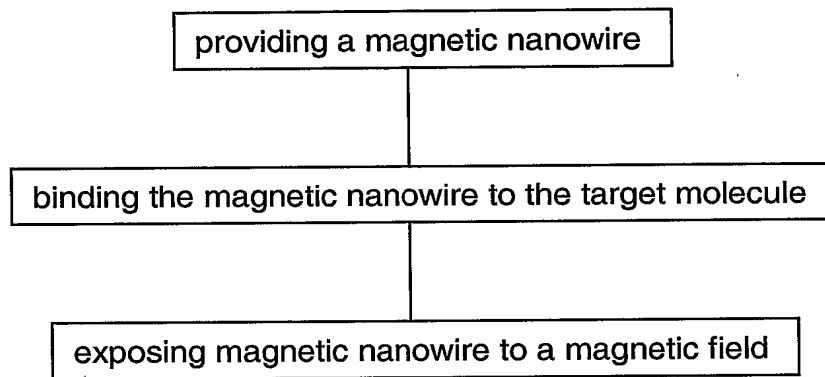 providing a magnetic nanowire
binding the magnetic nanowire to the target molecule
exposing magnetic nanowire to a magnetic field